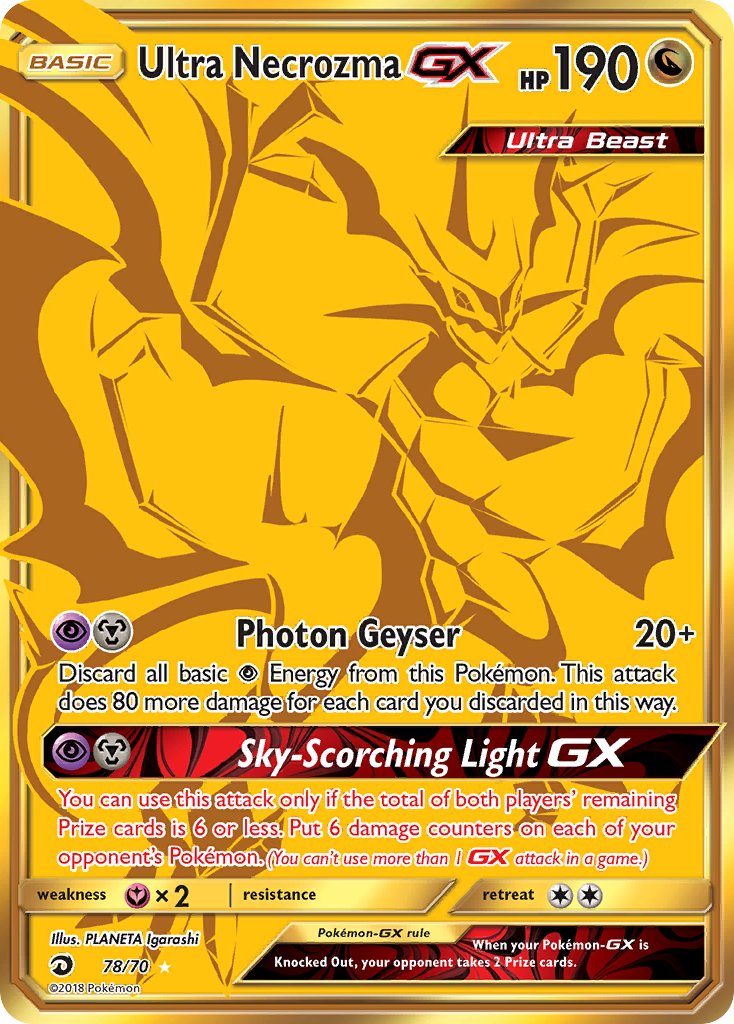 BASIC Ultra Necrozma GX HP 190
Ultra Beast
Photon Geyser 20+
Discard all basic Energy from this Pokémon. This attack
does 80 more damage for each card you discarded in this way.
Sky-Scorching Light GX
You can use this attack only if the total of both players' remaining
Prize cards is 6 or less. Put 6 damage counters on each of your
opponent's Pokémon. (You can't use more than 1 GX attack in a game.)
weakness × 2 resistance retreat
Illus. PLANETA Igarashi
78/70
©2018 Pokémon
Pokémon-GX rule
When your Pokémon-GX is
Knocked Out, your opponent takes 2 Prize cards.